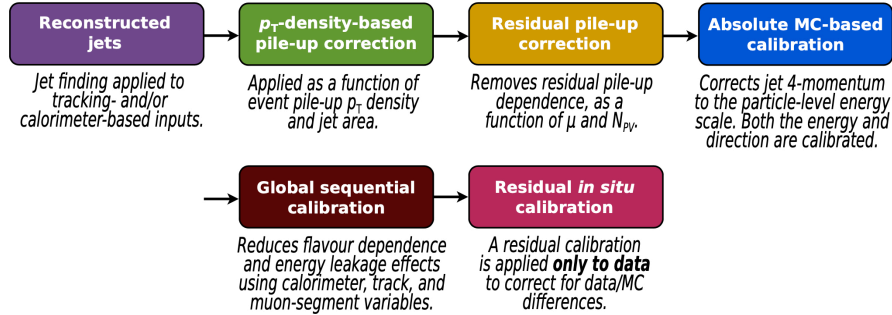 Reconstructed
jets
Jet finding applied to
tracking- and/or
calorimeter-based inputs.
pT-density-based
pile-up correction
Applied as a function of
event pile-up pT density
and jet area.
Residual pile-up
correction
Removes residual pile-up
dependence, as a
function of μ and NPV.
Absolute MC-based
calibration
Corrects jet 4-momentum
to the particle-level energy
scale. Both the energy and
direction are calibrated.
Global sequential
calibration
Reduces flavour dependence
and energy leakage effects
using calorimeter, track, and
muon-segment variables.
Residual in situ
calibration
A residual calibration
is applied only to data
to correct for data/MC
differences.